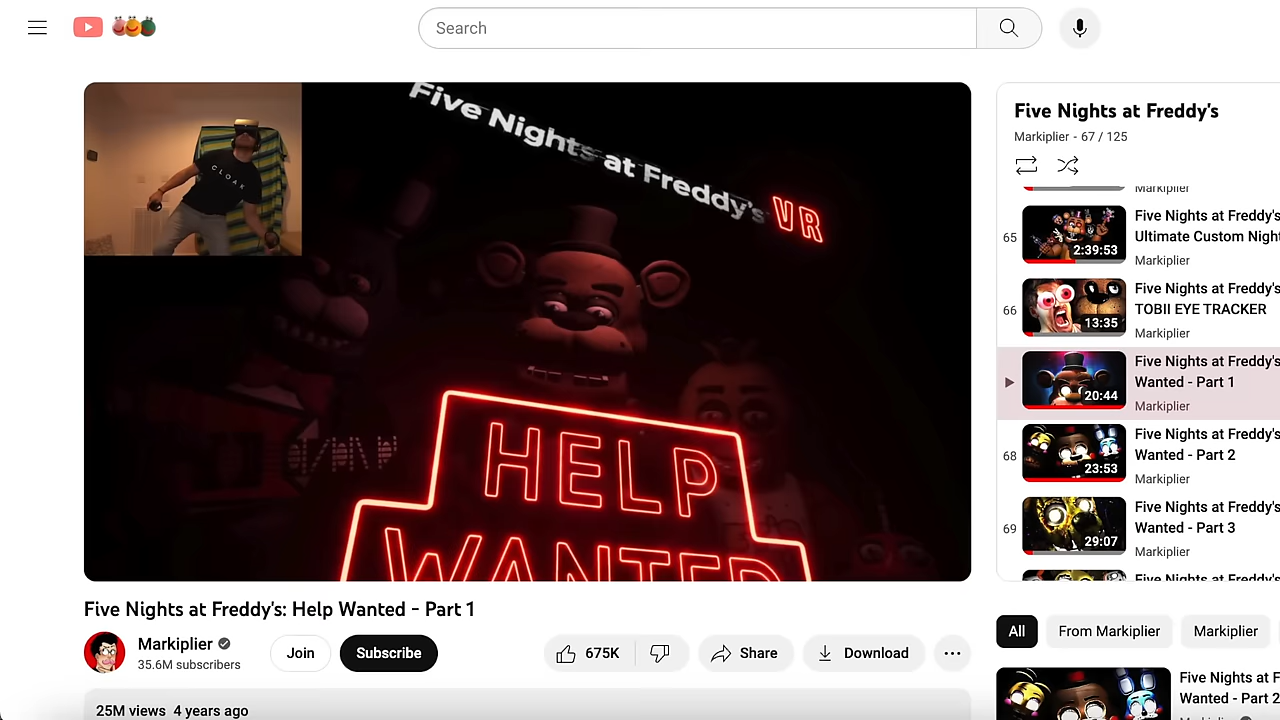 Search
Five Nights at Freddy's VR
CLOAK
HELP
WANTED
Five Nights at Freddy's: Help Wanted - Part 1
Markiplier
35.6M subscribers
Join
Subscribe
675K
Share
Download
25M views 4 years ago
Five Nights at Freddy's
Markiplier - 67 / 125
Markiplier
65
2:39:53
Five Nights at Freddy's
Ultimate Custom Night
Markiplier
66
13:35
Five Nights at Freddy's
TOBII EYE TRACKER
Markiplier
20:44
Five Nights at Freddy's
Wanted - Part 1
Markiplier
68
23:53
Five Nights at Freddy's
Wanted - Part 2
Markiplier
69
29:07
Five Nights at Freddy's
Wanted - Part 3
Markiplier
Five Nights at Freddy's
All
From Markiplier
Markiplier
Five Nights at F
Wanted - Part 2
Markiplier